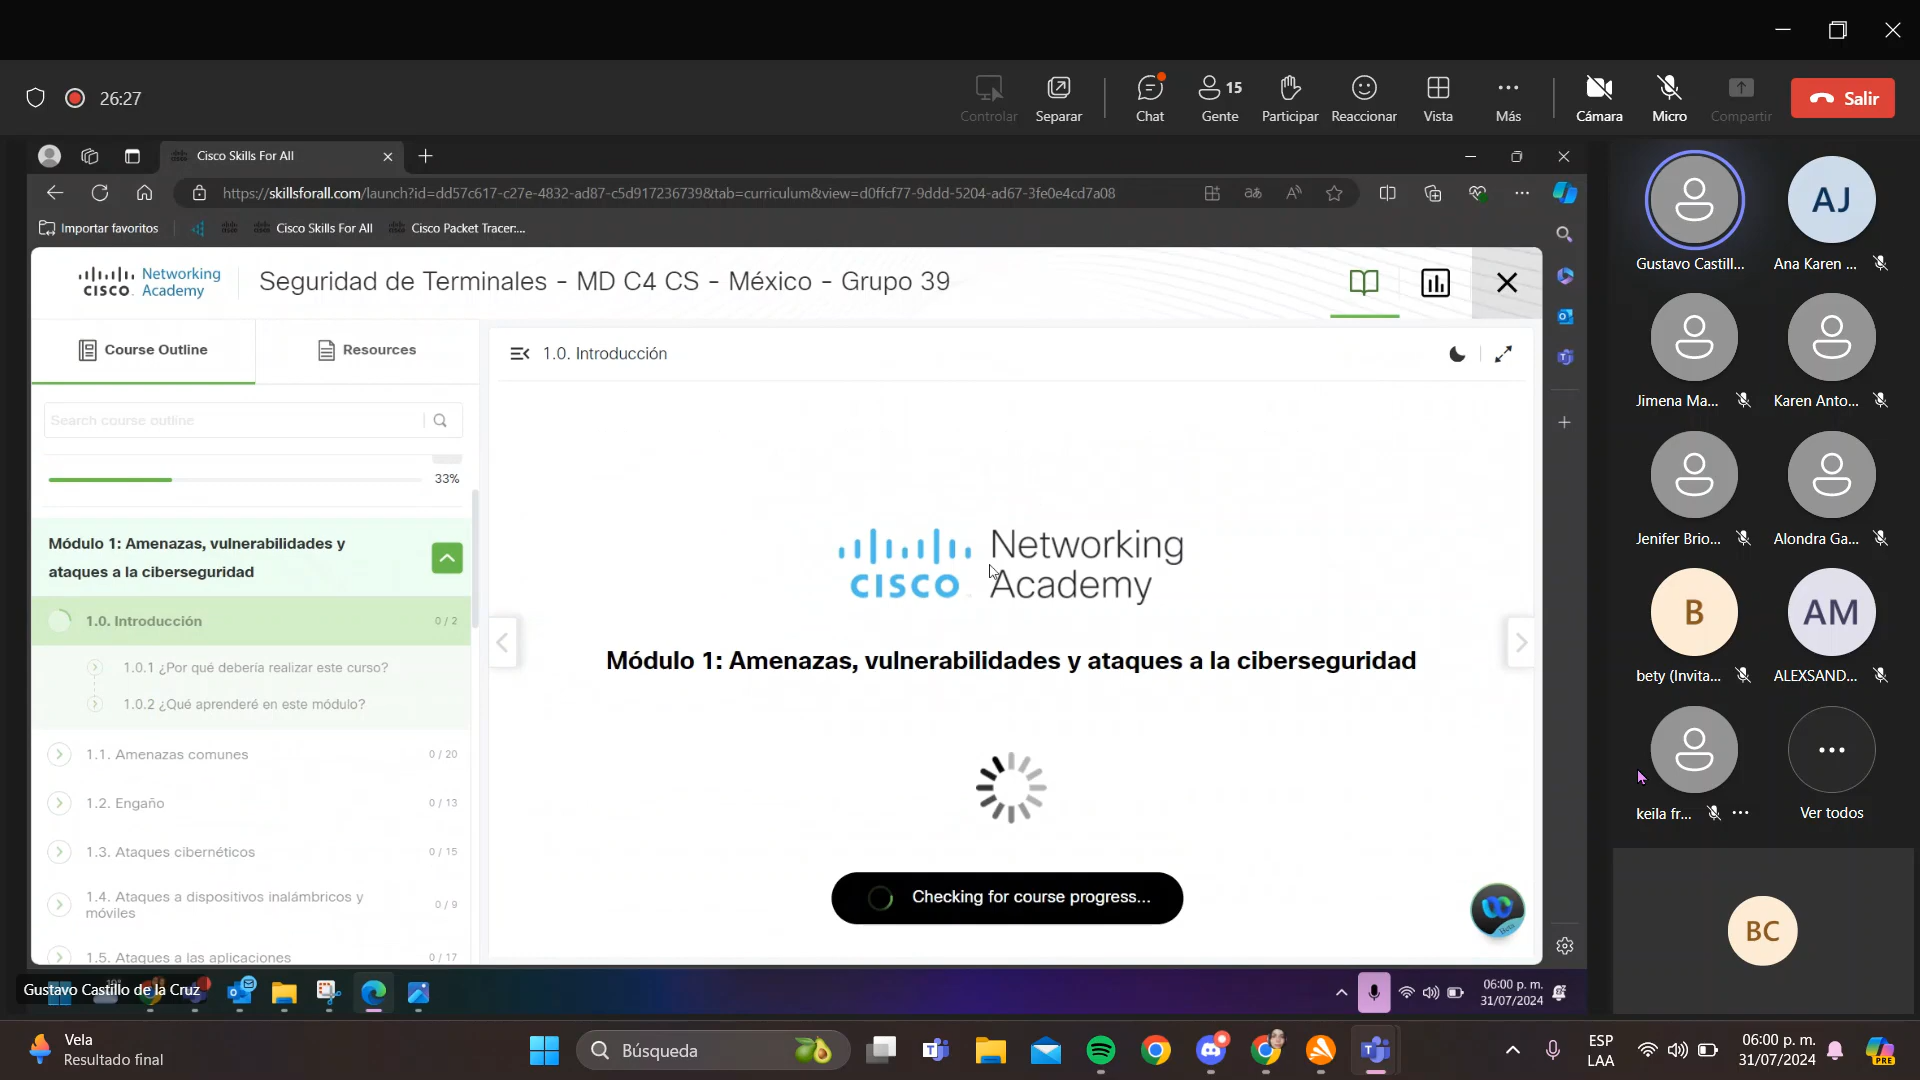 26:27
Controlar
Separar
Chat
15
Gente
Participar
Reaccionar
Vista
Más
Cámara
Micro
Compartir
Salir
Cisco Skills For All
https://skillsforall.com/launch?id=dd57c617-c27e-4832-ad87-c5d917236739&tab=curriculum&view=d0ffcf77-9ddd-5204-ad67-3fe0e4cd7a08
Importar favoritos
Cisco Skills For All
Cisco Packet Tracer:...
CISCO
Networking
Academy
Seguridad de Terminales - MD C4 CS - México - Grupo 39
Course Outline
Resources
Search course outline
33%
Módulo 1: Amenazas, vulnerabilidades y
ataques a la ciberseguridad
1.0. Introducción 0 / 2
1.0.1 ¿Por qué debería realizar este curso?
1.0.2 ¿Qué aprenderé en este módulo?
1.1. Amenazas comunes 0 / 20
1.2. Engaño 0 / 13
1.3. Ataques cibernéticos 0 / 15
1.4. Ataques a dispositivos inalámbricos y
móviles 0 / 9
1.5. Ataques a las aplicaciones 0 / 17
1.0. Introducción
CISCO
Networking
Academy
Módulo 1: Amenazas, vulnerabilidades y ataques a la ciberseguridad
Checking for course progress...
Gustavo Castill...
AJ
Ana Karen ...
Jimena Ma...
Karen Anto...
Jenifer Brio...
Alondra Ga...
B
bety (Invita...
AM
ALEXSAND...
keila fr...
Ver todos
BC
Gustavo Castillo de la Cruz
06:00 p. m.
31/07/2024
Vela
Resultado final
Búsqueda
ESP
LAA
06:00 p. m.
31/07/2024
PRE